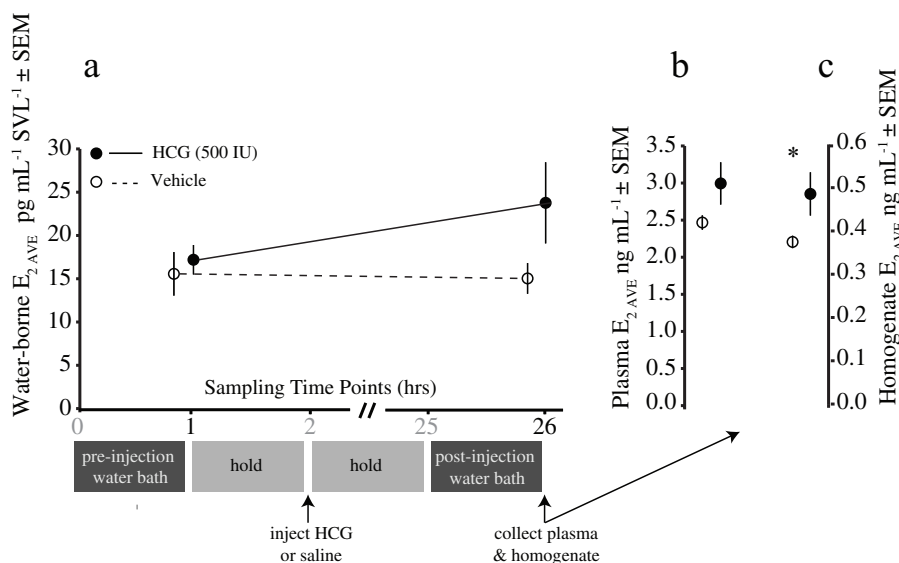 a
b
c
Water-borne E2 AVE pg mL-1 SVL-1 ± SEM
30
25
20
15
10
5
0
HCG (500 IU)
Vehicle
Sampling Time Points (hrs)
0
1
2
25
26
pre-injection
water bath
hold
hold
post-injection
water bath
inject HCG
or saline
collect plasma
& homogenate
Plasma E2 AVE ng mL-1 ± SEM
3.5
3.0
2.5
2.0
1.5
1.0
0.5
0.0
*
0.6
0.5
0.4
0.3
0.2
0.1
0.0
Homogenate E2 AVE ng mL-1 ± SEM